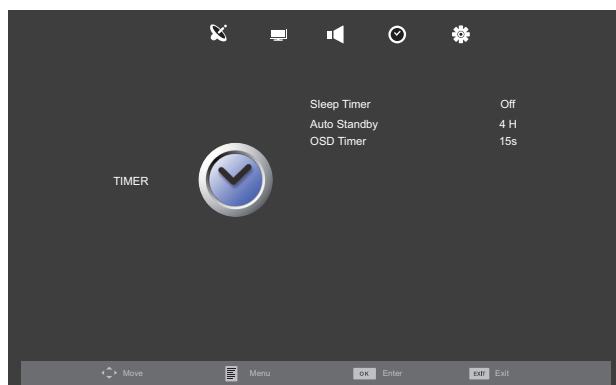 Sleep Timer Off
Auto Standby 4 H
OSD Timer 15s
TIMER
Move Menu OK Enter EXIT Exit